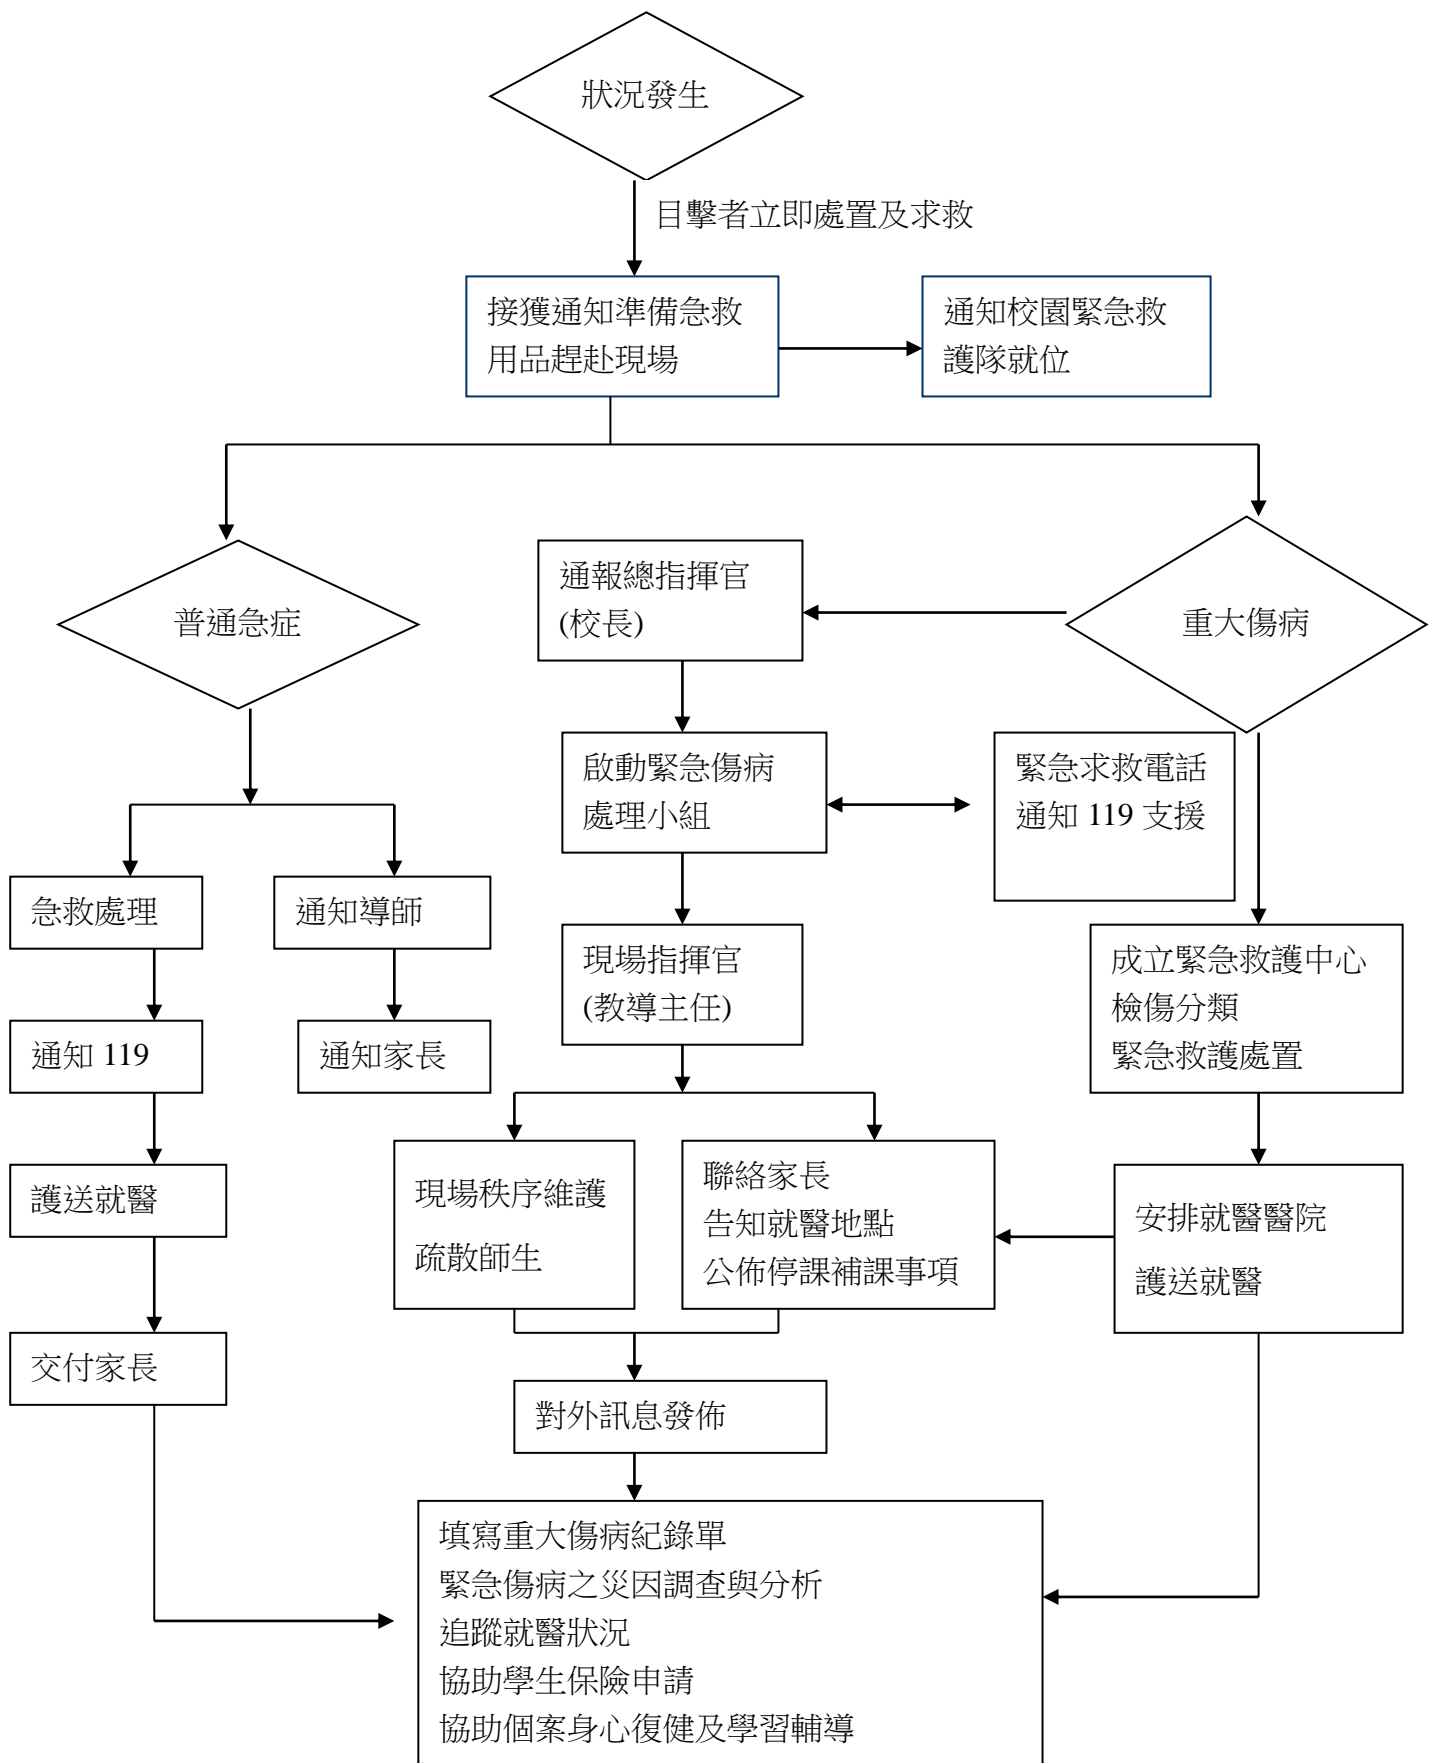 狀況發生
目擊者立即處置及求救
接獲通知準備急救
用品趕赴現場
通知校園緊急救
護隊就位
普通急症
通報總指揮官
(校長)
重大傷病
啟動緊急傷病
處理小組
緊急求救電話
通知 119 支援
急救處理
通知導師
現場指揮官
(教導主任)
成立緊急救護中心
檢傷分類
緊急救護處置
通知 119
通知家長
護送就醫
現場秩序維護
疏散師生
聯絡家長
告知就醫地點
公佈停課補課事項
安排就醫醫院
護送就醫
交付家長
對外訊息發佈
填寫重大傷病紀錄單
緊急傷病之災因調查與分析
追蹤就醫狀況
協助學生保險申請
協助個案身心復健及學習輔導